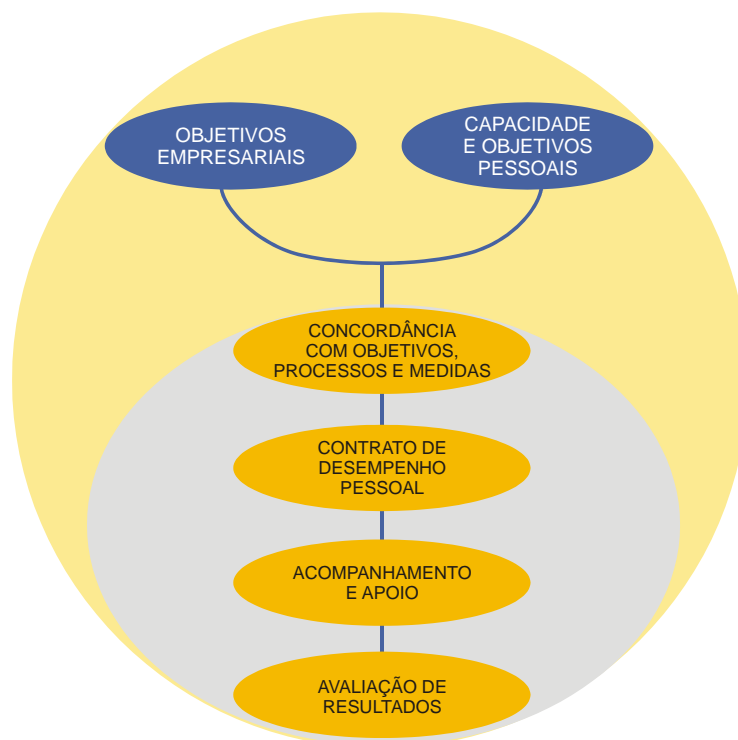 OBJETIVOS
EMPRESARIAIS
CAPACIDADE
E OBJETIVOS
PESSOAIS
CONCORDÂNCIA
COM OBJETIVOS,
PROCESSOS E MEDIDAS
CONTRATO DE
DESEMPENHO
PESSOAL
ACOMPANHAMENTO
E APOIO
AVALIAÇÃO DE
RESULTADOS